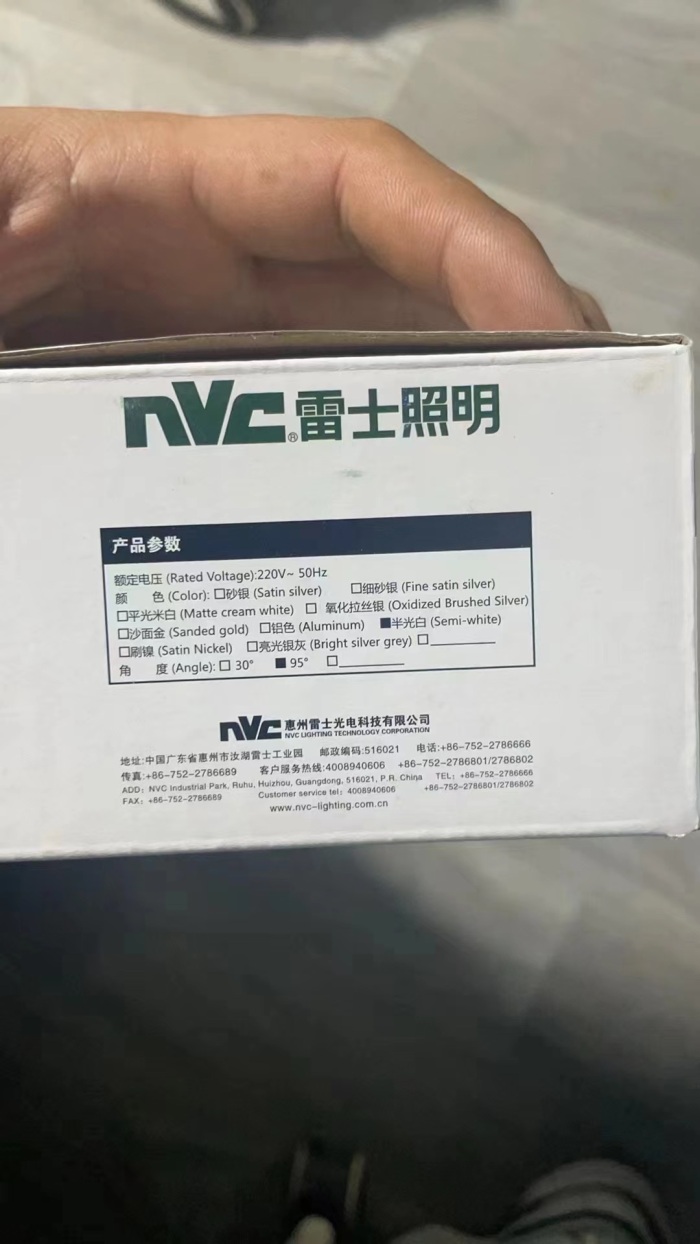 nVc®雷士照明
产品参数
额定电压 (Rated Voltage):220V~ 50Hz
颜 色 (Color): □砂银 (Satin silver) □细砂银 (Fine satin silver)
□平光米白 (Matte cream white) □ 氧化拉丝银 (Oxidized Brushed Silver)
□沙面金 (Sanded gold) □铝色 (Aluminum) ■半光白 (Semi-white)
□刷镍 (Satin Nickel) □亮光银灰 (Bright silver grey) □________
角 度 (Angle): □ 30° ■ 95° □________
nVc 惠州雷士光电科技有限公司
NVC LIGHTING TECHNOLOGY CORPORATION
地址:中国广东省惠州市汝湖雷士工业园 邮政编码:516021 电话:+86-752-2786666
传真:+86-752-2786689 客户服务热线:4008940606 +86-752-2786801/2786802
ADD: NVC Industrial Park, Ruhu, Huizhou, Guangdong, 516021, P.R. China TEL: +86-752-2786666
FAX: +86-752-2786689 Customer service tel: 4008940606 +86-752-2786801/2786802
www.nvc-lighting.com.cn